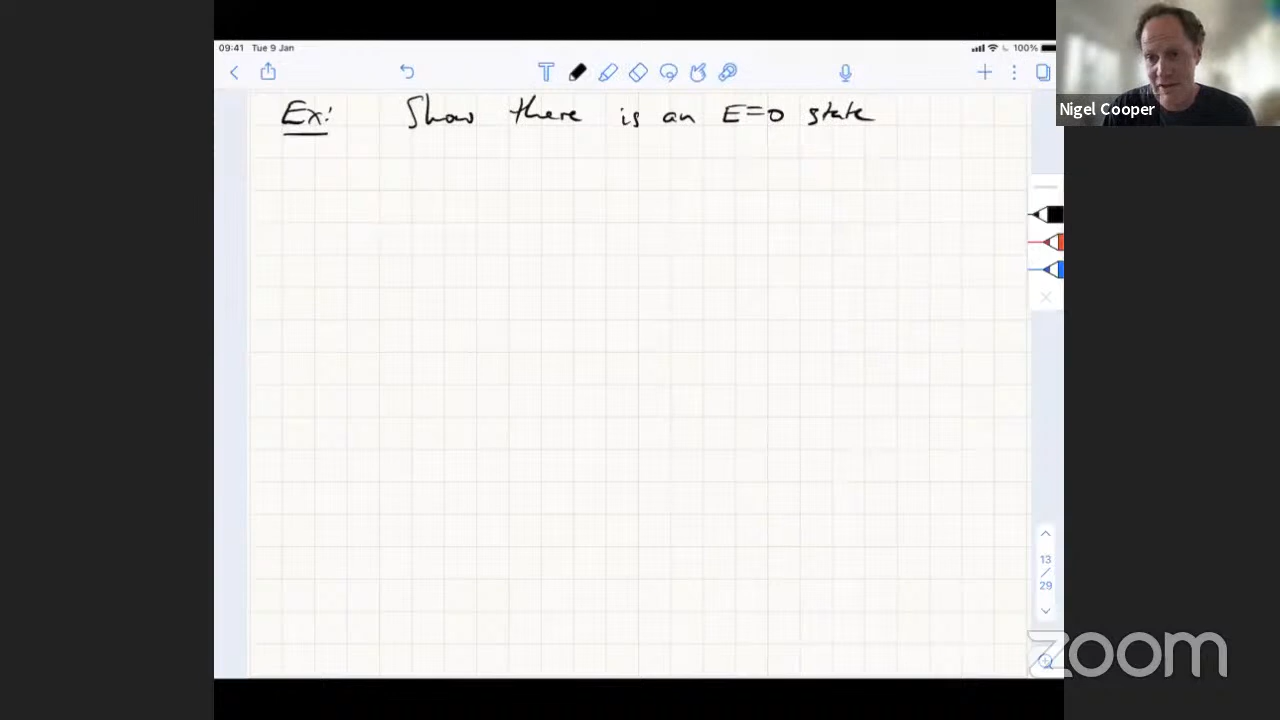 09:41 Tue 9 Jan 100%
Nigel Cooper
Ex: Show there is an E=0 state
13
/
29
zoom